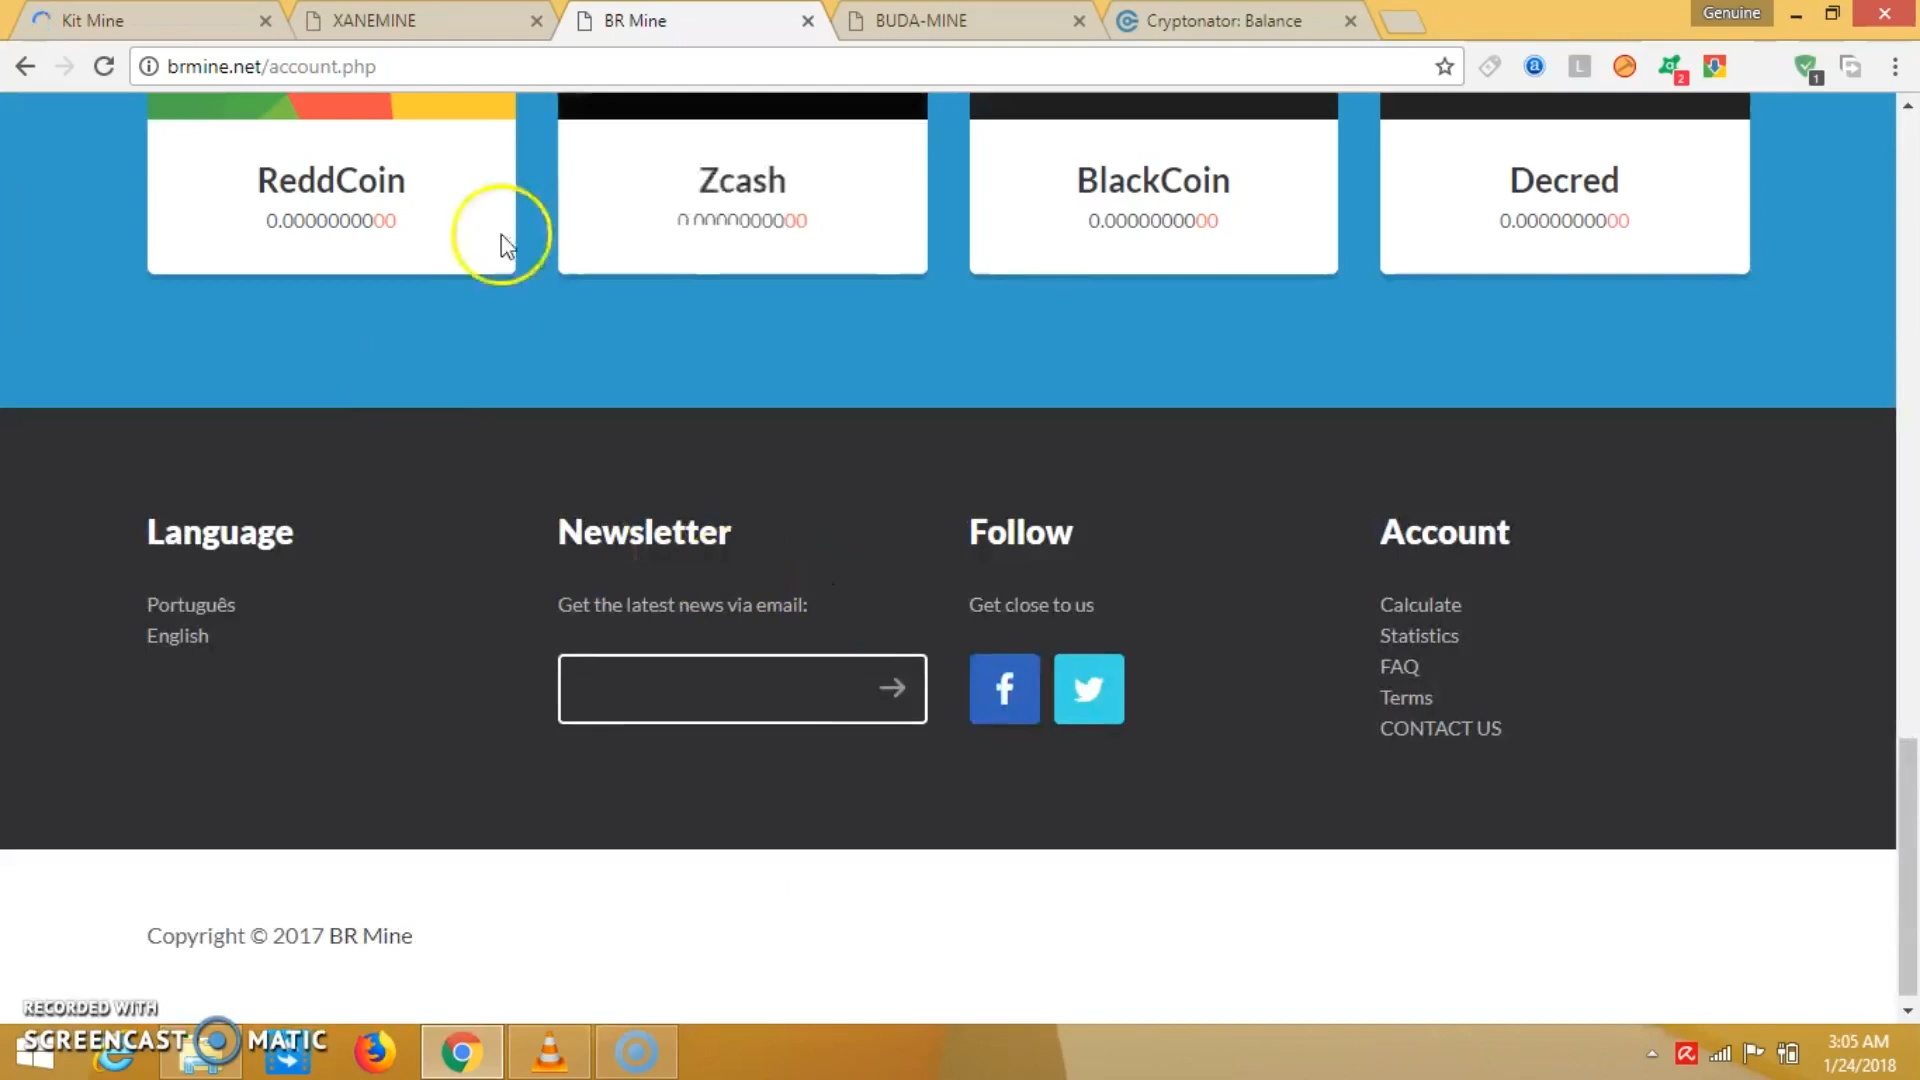 Kit Mine
XANEMINE
BR Mine
BUDA-MINE
Cryptonator: Balance
Genuine
brmine.net/account.php
a
L
2
1
ReddCoin
Zcash
BlackCoin
Decred
0.0000000000
0.0000000000
0.0000000000
Language
Newsletter
Follow
Account
Português
Get the latest news via email:
Get close to us
Calculate
English
Statistics
FAQ
Terms
CONTACT US
Copyright © 2017 BR Mine
RECORDED WITH
SCREENCAST MATIC
3:05 AM
1/24/2018